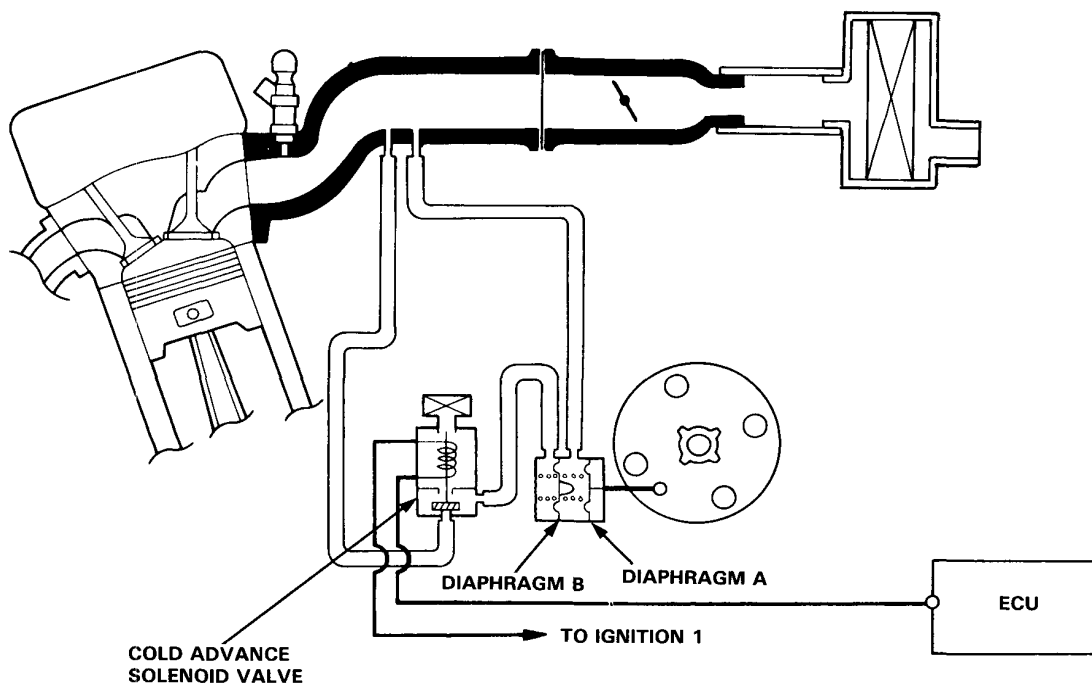 DIAPHRAGM B
DIAPHRAGM A
ECU
TO IGNITION 1
COLD ADVANCE
SOLENOID VALVE